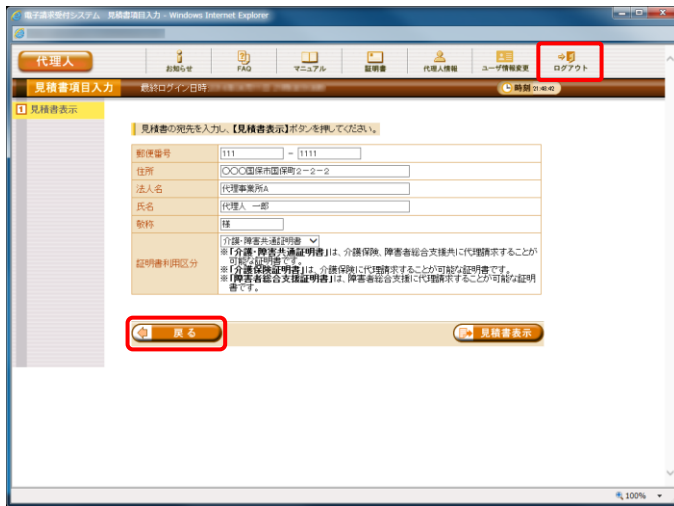 電子請求受付システム 見積書項目入力 - Windows Internet Explorer
代理人
お知らせ FAQ マニュアル 証明書 代理人情報 ユーザ情報変更 ログアウト
見積書項目入力 最終ログイン日時 時刻 21:48:42
1 見積書表示
見積書の宛先を入力し、【見積書表示】ボタンを押してください。
郵便番号 111 - 1111
住所 〇〇〇国保市国保町2-2-2
法人名 代理事業所A
氏名 代理人 一郎
敬称 様
証明書利用区分 介護・障害共通証明書
※「介護・障害共通証明書」は、介護保険、障害者総合支援共に代理請求することが
可能な証明書です。
※「介護保険証明書」は、介護保険に代理請求することが可能な証明書です。
※「障害者総合支援証明書」は、障害者総合支援に代理請求することが可能な証明
書です。
戻る 見積書表示
100%